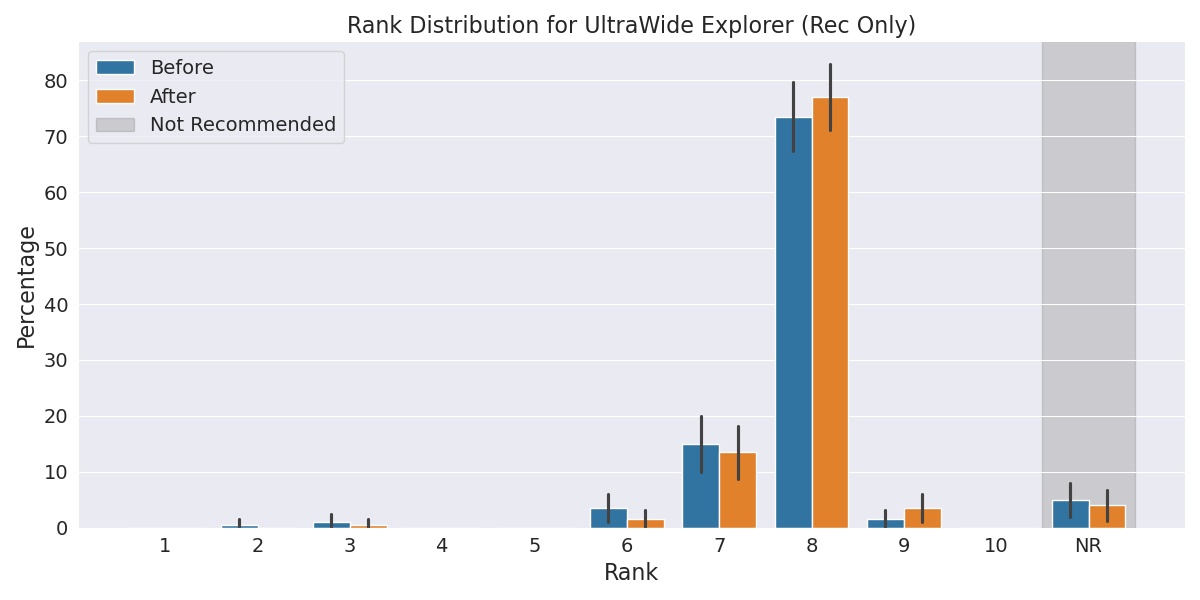 Rank Distribution for UltraWide Explorer (Rec Only)
Before
After
Not Recommended
Percentage
80
70
60
50
40
30
20
10
0
1 2 3 4 5 6 7 8 9 10 NR
Rank